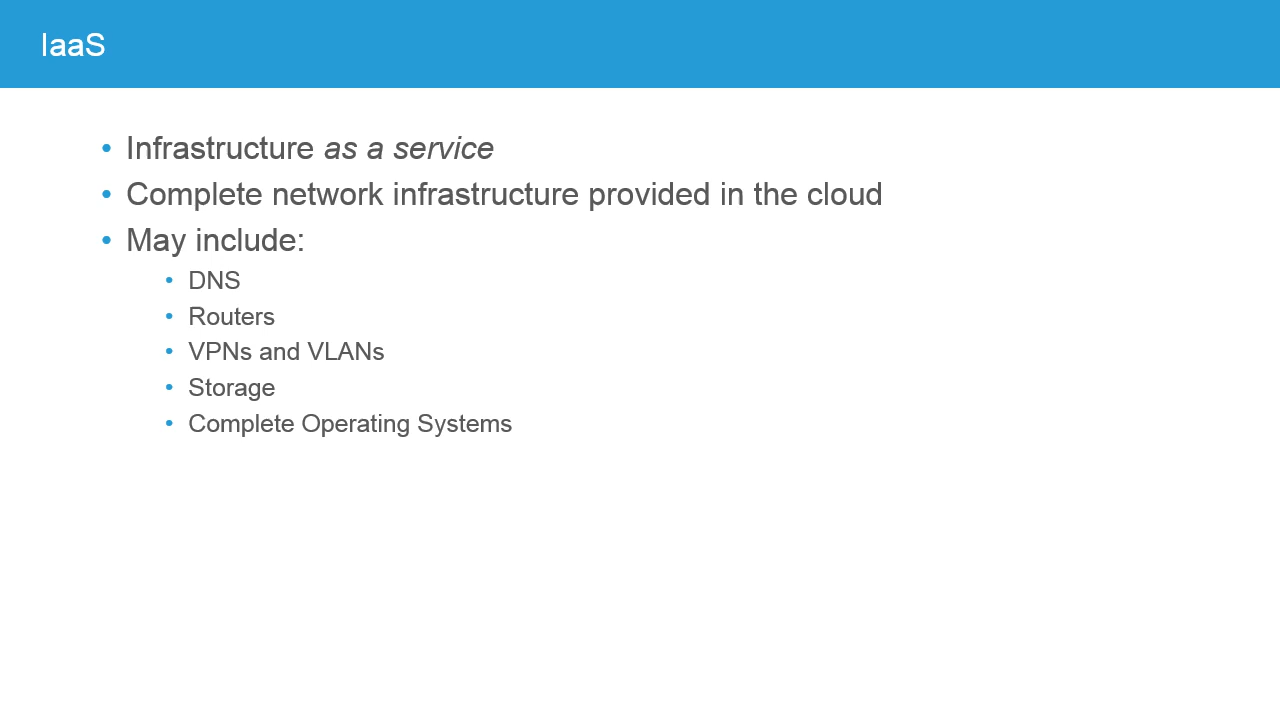 IaaS
• Infrastructure as a service
• Complete network infrastructure provided in the cloud
• May include:
• DNS
• Routers
• VPNs and VLANs
• Storage
• Complete Operating Systems